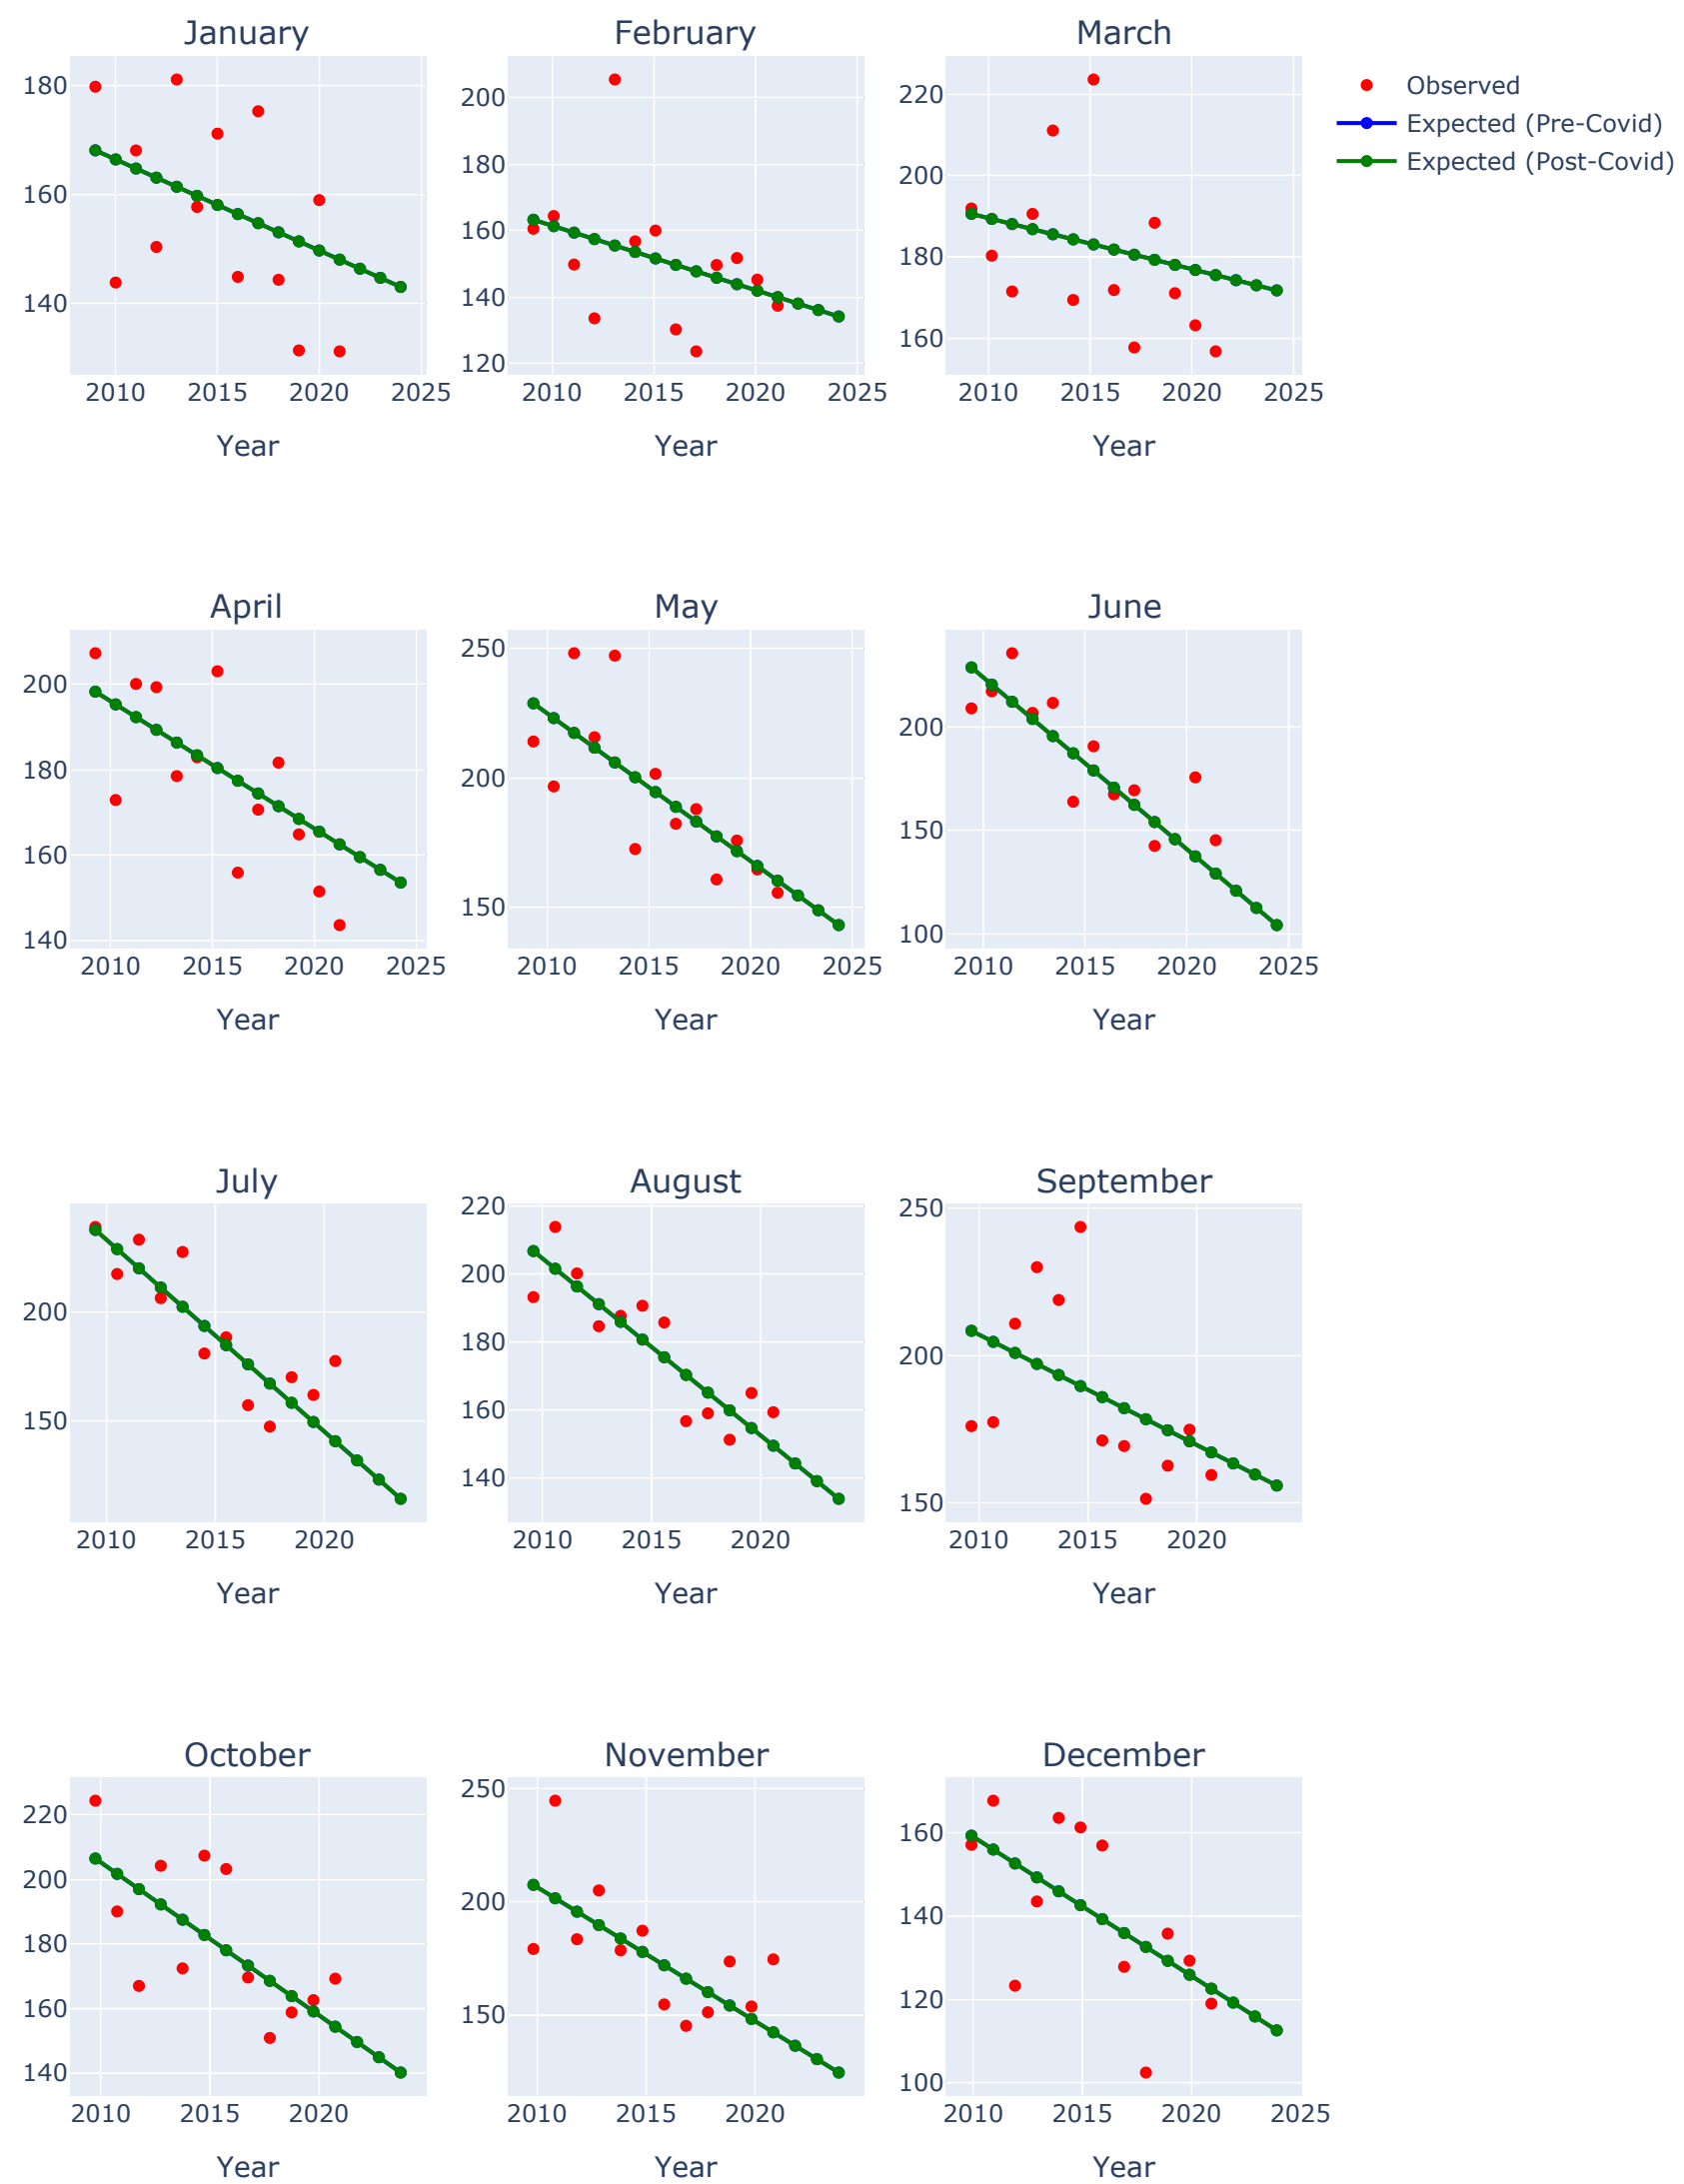 January February March
180
160
140
2010 2015 2020 2025
Year
200
180
160
140
120
2010 2015 2020 2025
Year
220
200
180
160
2010 2015 2020 2025
Year
Observed
Expected (Pre-Covid)
Expected (Post-Covid)
April May June
200
180
160
140
2010 2015 2020 2025
Year
250
200
150
2010 2015 2020 2025
Year
200
150
100
2010 2015 2020 2025
Year
July August September
200
150
2010 2015 2020
Year
220
200
180
160
140
2010 2015 2020
Year
250
200
150
2010 2015 2020
Year
October November December
220
200
180
160
140
2010 2015 2020
Year
250
200
150
2010 2015 2020
Year
160
140
120
100
2010 2015 2020 2025
Year